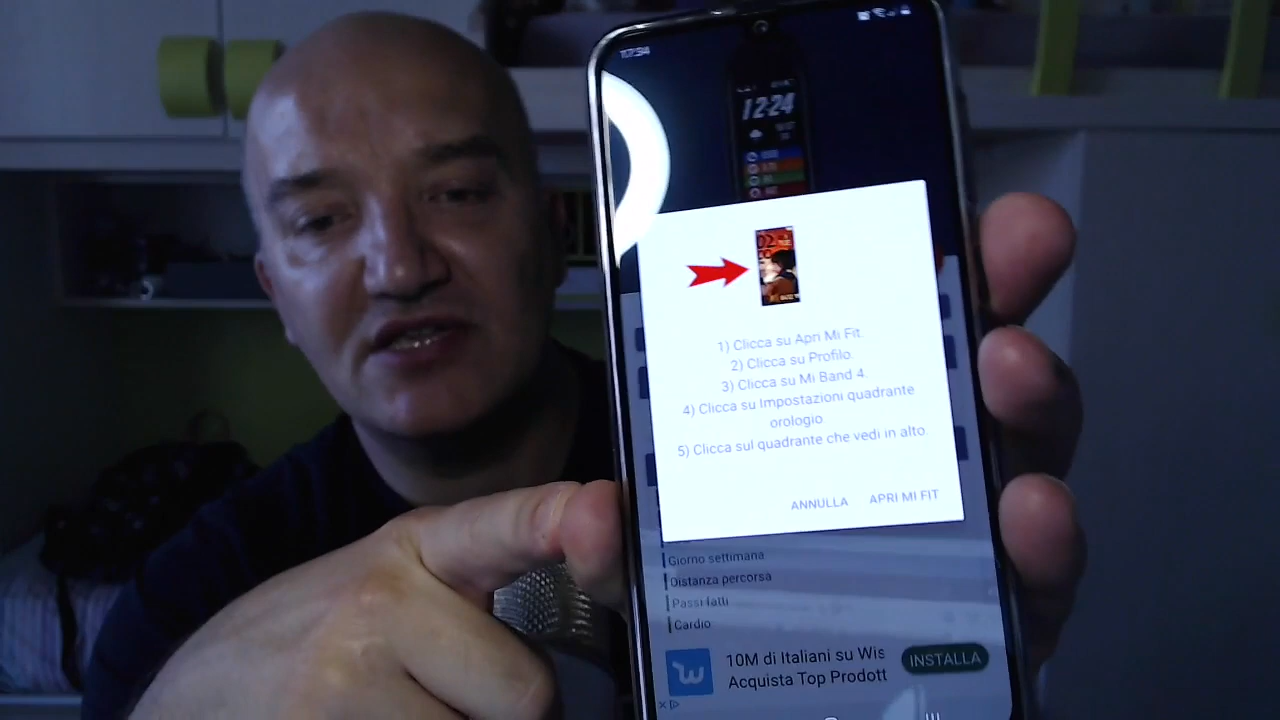 12:24
1) Clicca su Apri Mi Fit.
2) Clicca su Profilo.
3) Clicca su Mi Band 4.
4) Clicca su Impostazioni quadrante
orologio
5) Clicca sul quadrante che vedi in alto.
ANNULLA APRI MI FIT
Giorno settimana
Distanza percorsa
Passi fatti
Cardio
10M di Italiani su Wis
Acquista Top Prodott
INSTALLA